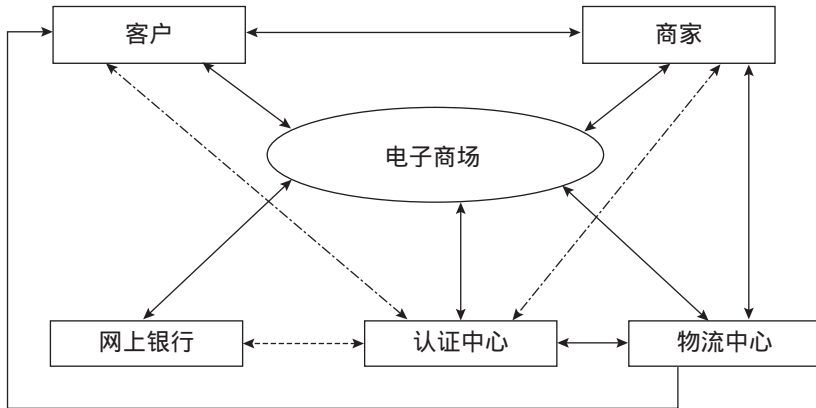 客户
商家
电子商场
网上银行
认证中心
物流中心